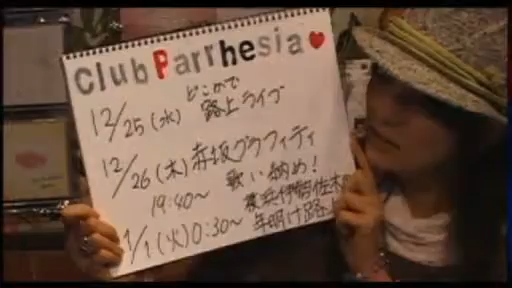 Club Parrhesia♥
どこかで
12/25(水) 路上ライブ
12/26(木)赤坂グラフィティ
19:40~ 歌い納め!
横浜伊勢佐木
1/1(火)0:30~ 年明け路上